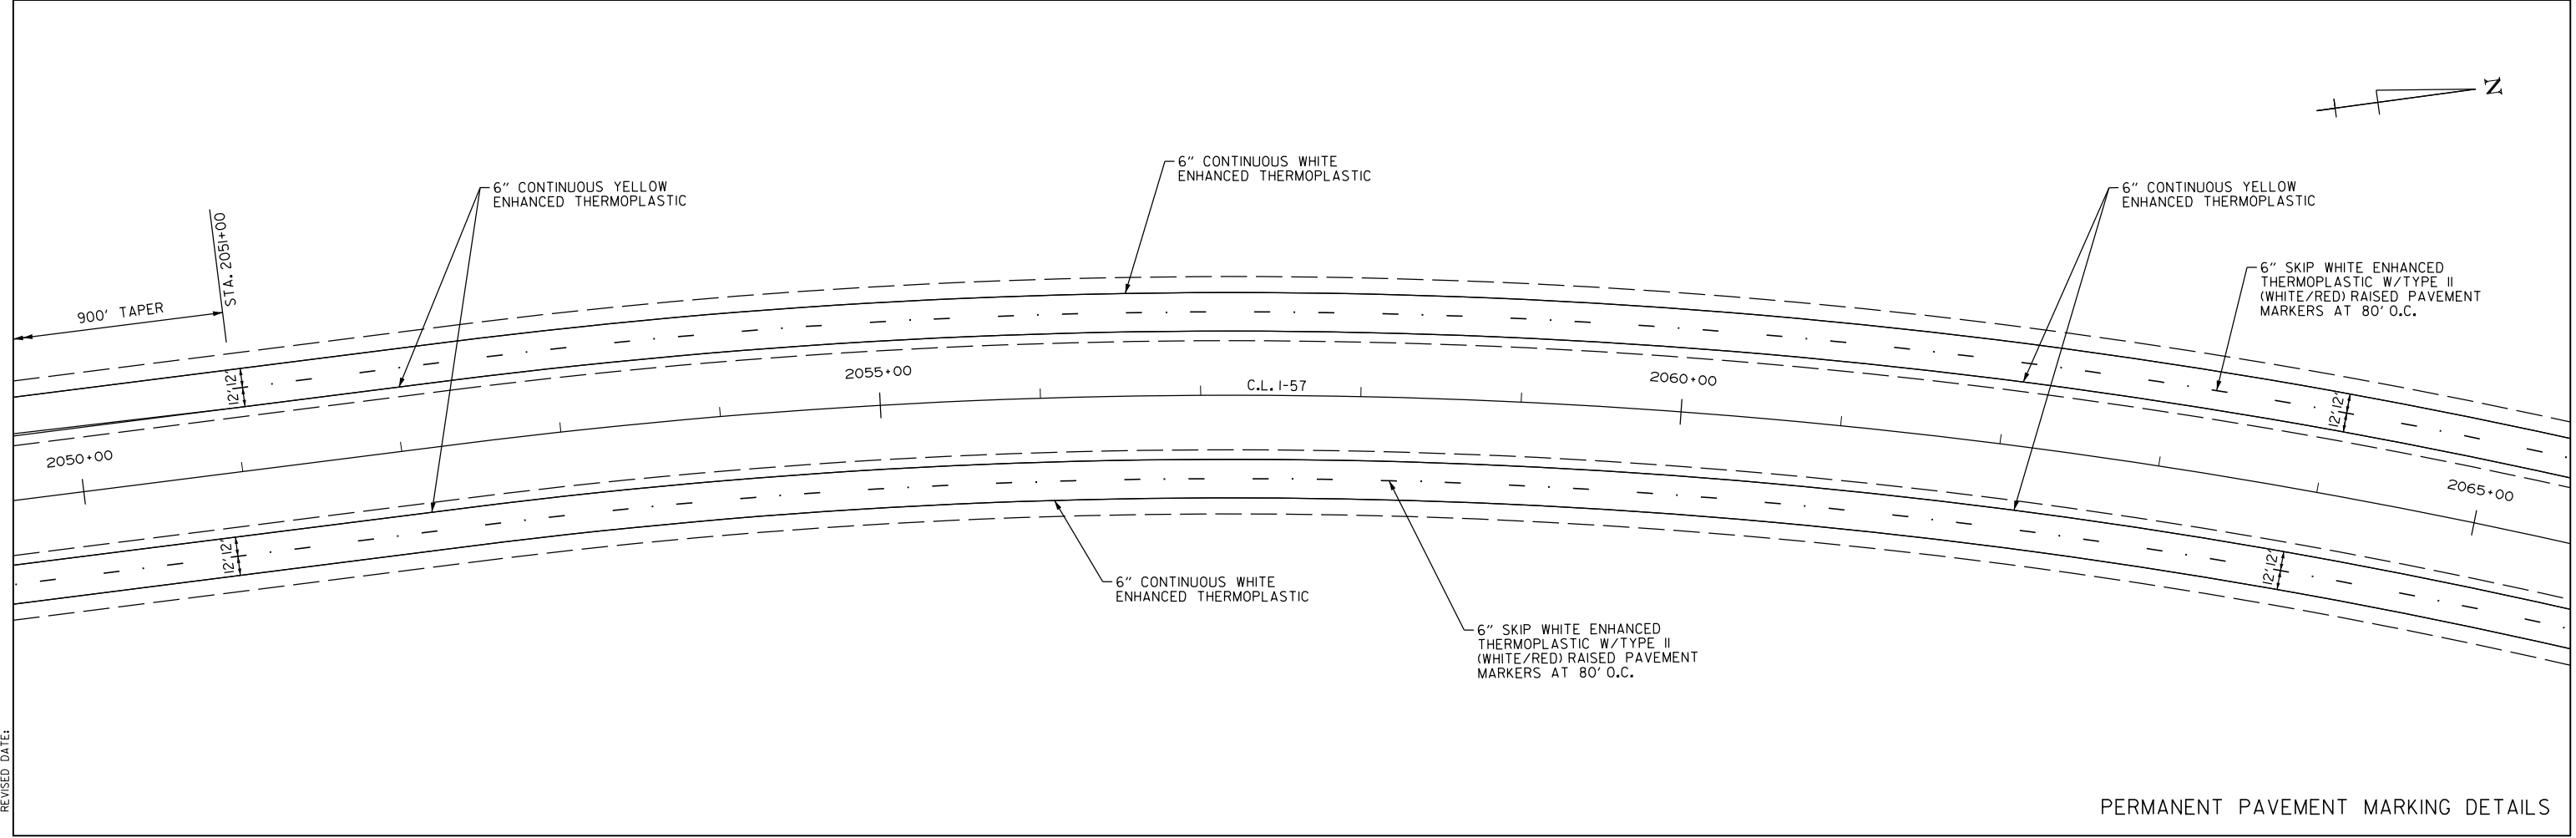 N
6" CONTINUOUS WHITE
ENHANCED THERMOPLASTIC
6" CONTINUOUS YELLOW
ENHANCED THERMOPLASTIC
6" CONTINUOUS YELLOW
ENHANCED THERMOPLASTIC
STA. 2051+00
900' TAPER
6" SKIP WHITE ENHANCED
THERMOPLASTIC W/TYPE II
(WHITE/RED) RAISED PAVEMENT
MARKERS AT 80' O.C.
12' 12'
2055+00
C.L. I-57
2060+00
12' 12'
2050+00
2065+00
12' 12'
12' 12'
6" CONTINUOUS WHITE
ENHANCED THERMOPLASTIC
6" SKIP WHITE ENHANCED
THERMOPLASTIC W/TYPE II
(WHITE/RED) RAISED PAVEMENT
MARKERS AT 80' O.C.
REVISED DATE:
PERMANENT PAVEMENT MARKING DETAILS